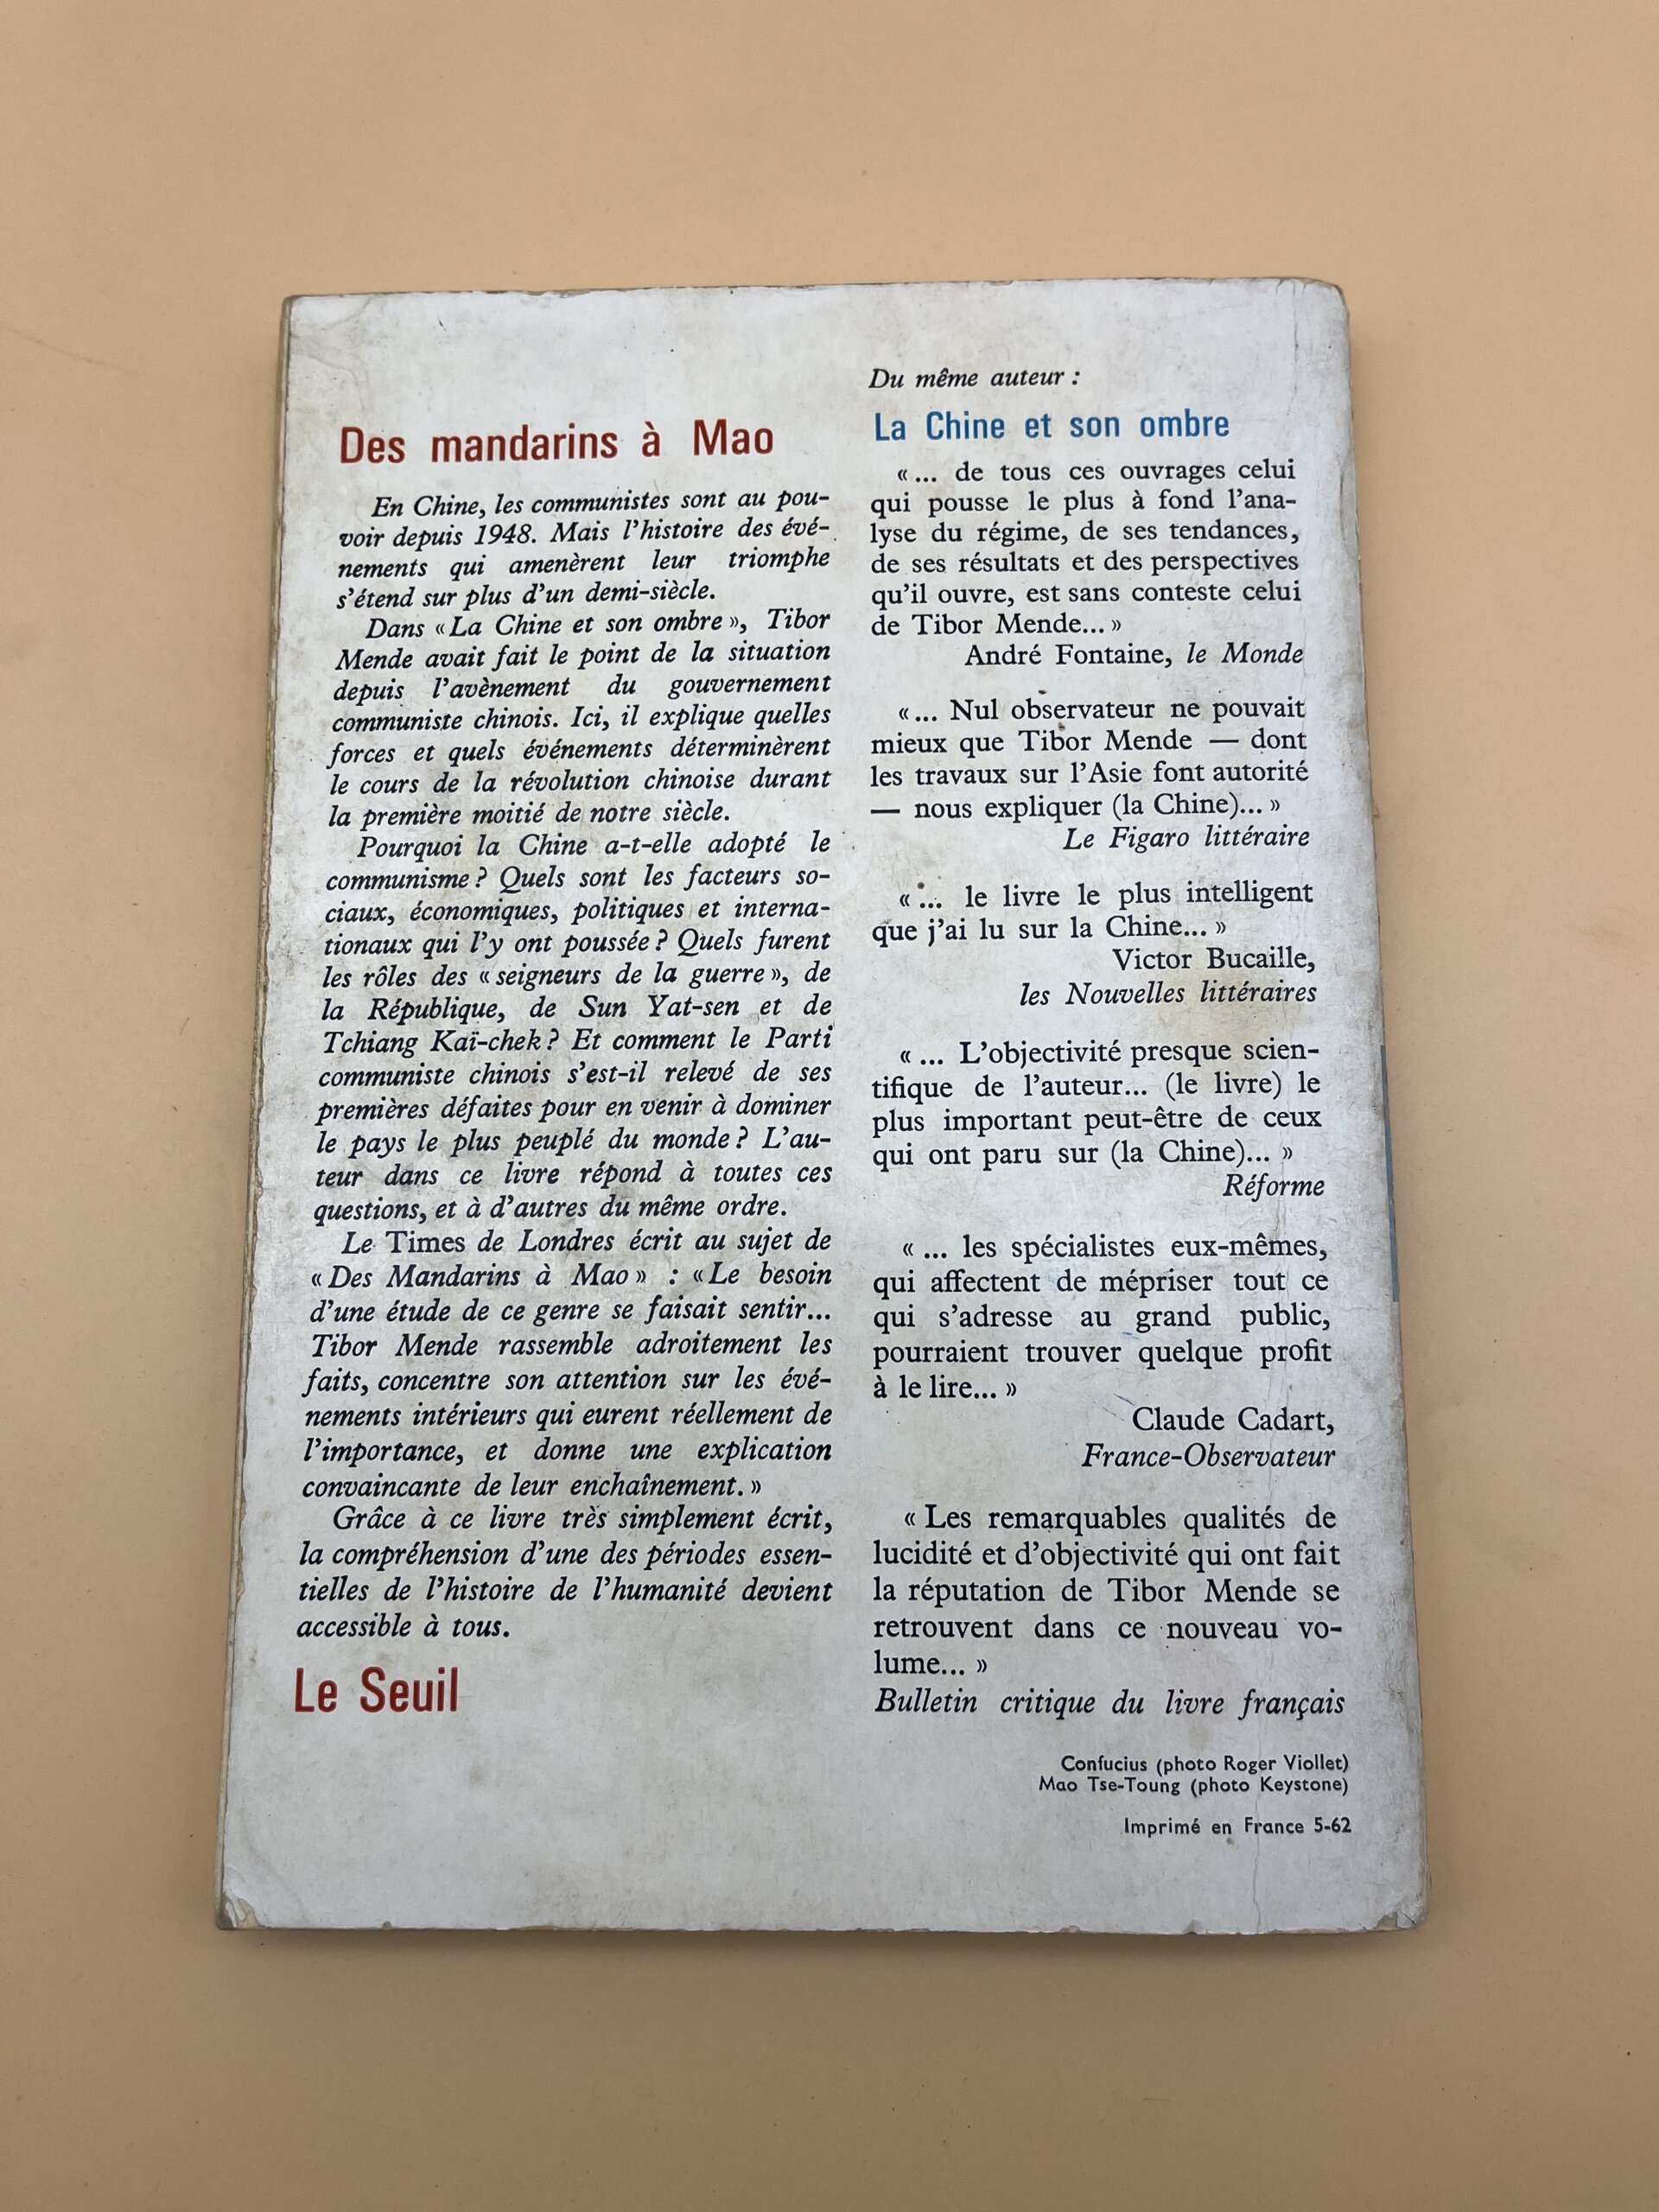 Des mandarins à Mao
En Chine, les communistes sont au pou-
voir depuis 1948. Mais l'histoire des évé-
nements qui amenèrent leur triomphe
s'étend sur plus d'un demi-siècle.
Dans « La Chine et son ombre », Tibor
Mende avait fait le point de la situation
depuis l'avènement du gouvernement
communiste chinois. Ici, il explique quelles
forces et quels événements déterminèrent
le cours de la révolution chinoise durant
la première moitié de notre siècle.
Pourquoi la Chine a-t-elle adopté le
communisme ? Quels sont les facteurs so-
ciaux, économiques, politiques et interna-
tionaux qui l'y ont poussée ? Quels furent
les rôles des « seigneurs de la guerre », de
la République, de Sun Yat-sen et de
Tchiang Kaï-chek ? Et comment le Parti
communiste chinois s'est-il relevé de ses
premières défaites pour en venir à dominer
le pays le plus peuplé du monde ? L'au-
teur dans ce livre répond à toutes ces
questions, et à d'autres du même ordre.
Le Times de Londres écrit au sujet de
« Des Mandarins à Mao » : « Le besoin
d'une étude de ce genre se faisait sentir...
Tibor Mende rassemble adroitement les
faits, concentre son attention sur les évé-
nements intérieurs qui eurent réellement de
l'importance, et donne une explication
convaincante de leur enchaînement. »
Grâce à ce livre très simplement écrit,
la compréhension d'une des périodes essen-
tielles de l'histoire de l'humanité devient
accessible à tous.
Le Seuil
Du même auteur :
La Chine et son ombre
« ... de tous ces ouvrages celui
qui pousse le plus à fond l'ana-
lyse du régime, de ses tendances,
de ses résultats et des perspectives
qu'il ouvre, est sans conteste celui
de Tibor Mende... »
André Fontaine, le Monde
« ... Nul observateur ne pouvait
mieux que Tibor Mende — dont
les travaux sur l'Asie font autorité
— nous expliquer (la Chine)... »
Le Figaro littéraire
« ... le livre le plus intelligent
que j'ai lu sur la Chine... »
Victor Bucaille,
les Nouvelles littéraires
« ... L'objectivité presque scien-
tifique de l'auteur... (le livre) le
plus important peut-être de ceux
qui ont paru sur (la Chine)... »
Réforme
« ... les spécialistes eux-mêmes,
qui affectent de mépriser tout ce
qui s'adresse au grand public,
pourraient trouver quelque profit
à le lire... »
Claude Cadart,
France-Observateur
« Les remarquables qualités de
lucidité et d'objectivité qui ont fait
la réputation de Tibor Mende se
retrouvent dans ce nouveau vo-
lume... »
Bulletin critique du livre français
Confucius (photo Roger Viollet)
Mao Tse-Toung (photo Keystone)
Imprimé en France 5-62